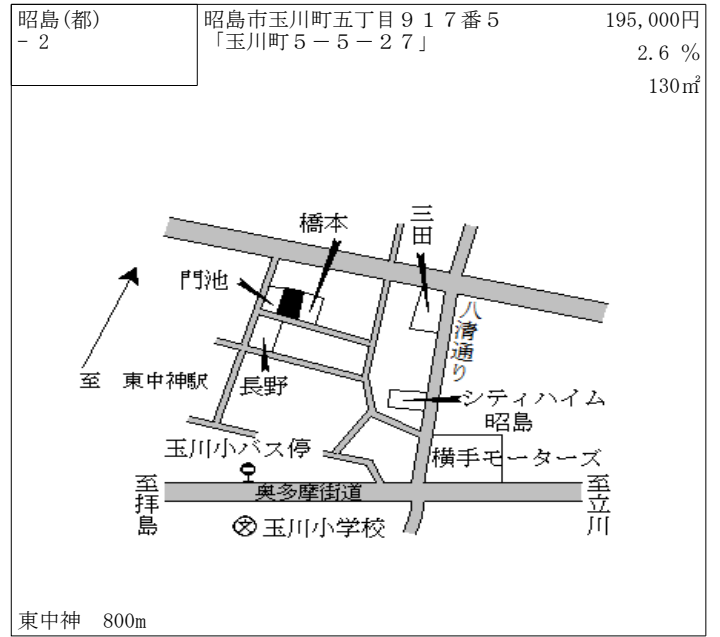 昭島(都)
- 2
昭島市玉川町五丁目９１７番５
「玉川町５－５－２７」
195,000円
2.6 %
130㎡
橋本
三田
門池
八清通り
至 東中神駅
長野
シティハイム
昭島
玉川小バス停
横手モーターズ
至拝島
奥多摩街道
至立川
文 玉川小学校
東中神 800m